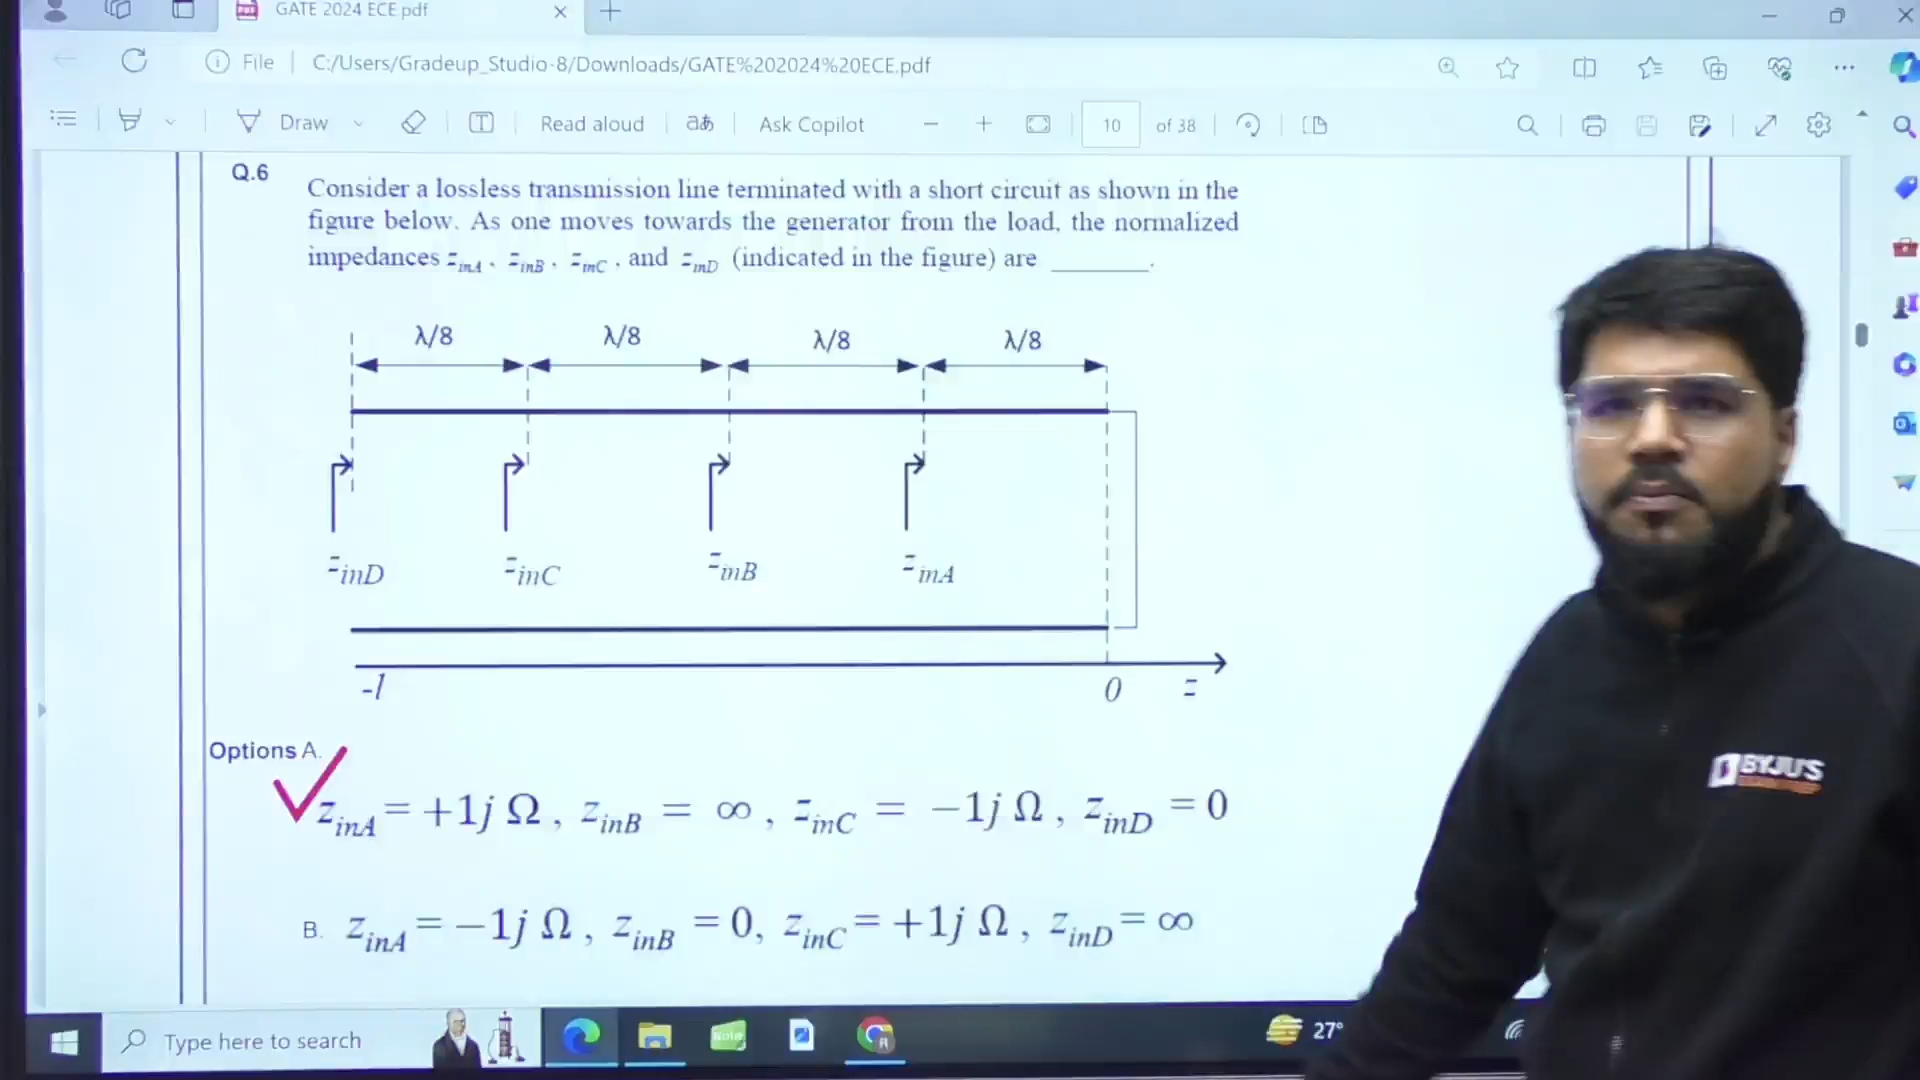 GATE 2024 ECE.pdf
File
C:/Users/Gradeup_Studio-8/Downloads/GATE%202024%20ECE.pdf
Draw
Read aloud
aあ
Ask Copilot
10 of 38
Q.6
Consider a lossless transmission line terminated with a short circuit as shown in the
figure below. As one moves towards the generator from the load, the normalized
impedances z_inA, z_inB, z_inC, and z_inD (indicated in the figure) are ________.
λ/8 λ/8 λ/8 λ/8
z_inD z_inC z_inB z_inA
-l 0 z
Options A.
z_inA = +1j Ω, z_inB = ∞, z_inC = -1j Ω, z_inD = 0
B. z_inA = -1j Ω, z_inB = 0, z_inC = +1j Ω, z_inD = ∞
BYJU'S
Type here to search
Note
R
27°